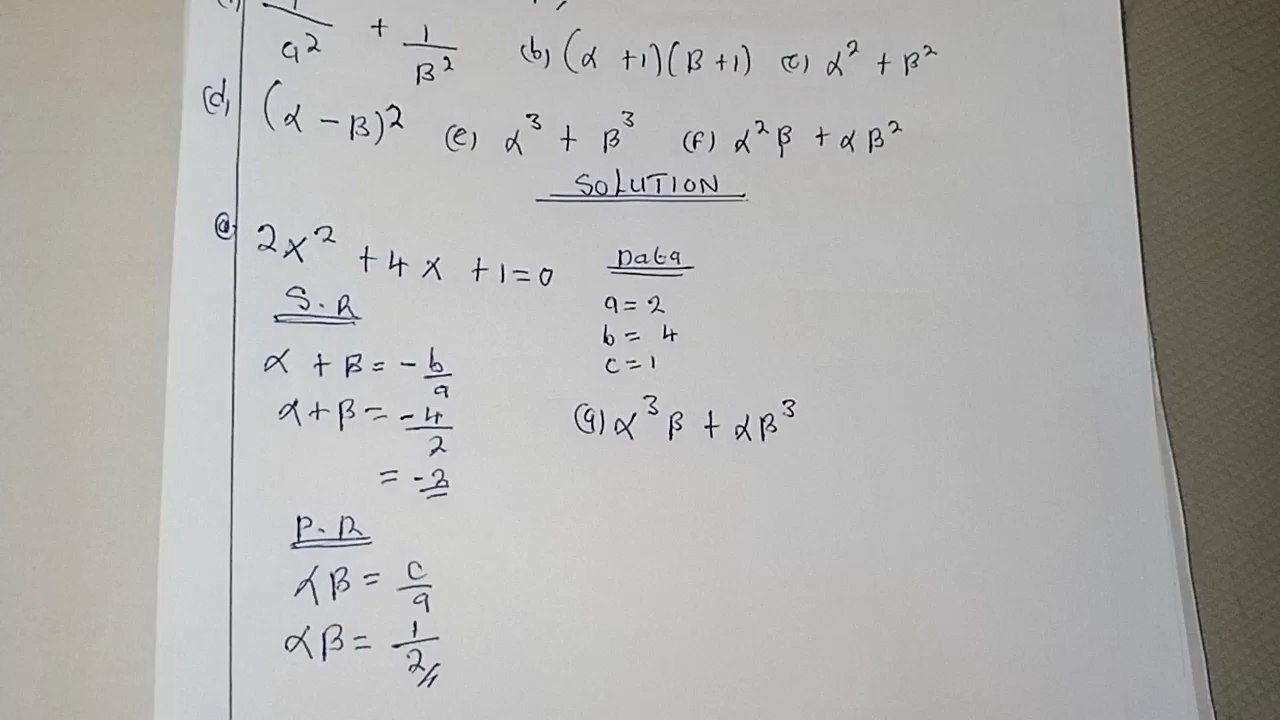 1/a² + 1/β² (b) (α +1)(β+1) (c) α² + β²
(d) (α – β)² (e) α³ + β³ (f) α²β + αβ²
SOLUTION
@ 2x² + 4x + 1 = 0
S.R
α + β = -b/a
α + β = -4/2
= -2
P.R
αβ = c/a
αβ = 1/2//
Data
a = 2
b = 4
c = 1
(g) α³β + αβ³